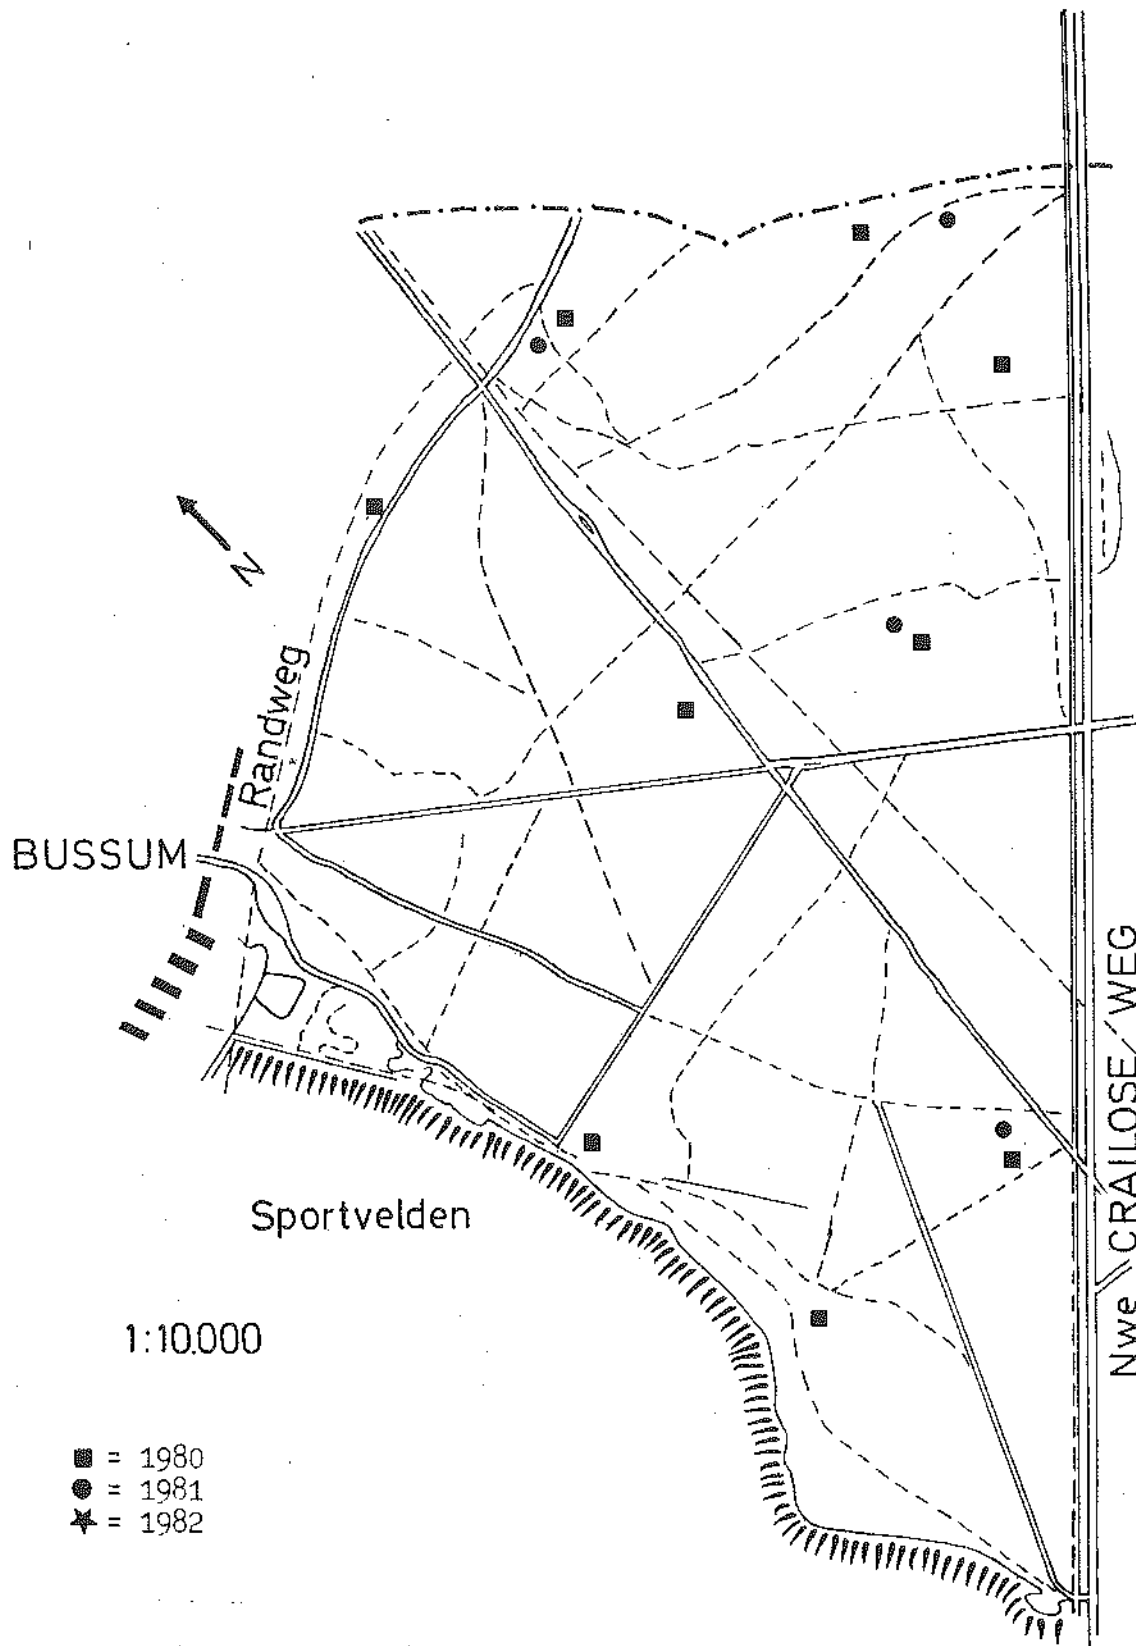 N
Randweg
BUSSUM
Nwe CRAILOSE WEG
Sportvelden
1:10.000
■ = 1980
● = 1981
★ = 1982